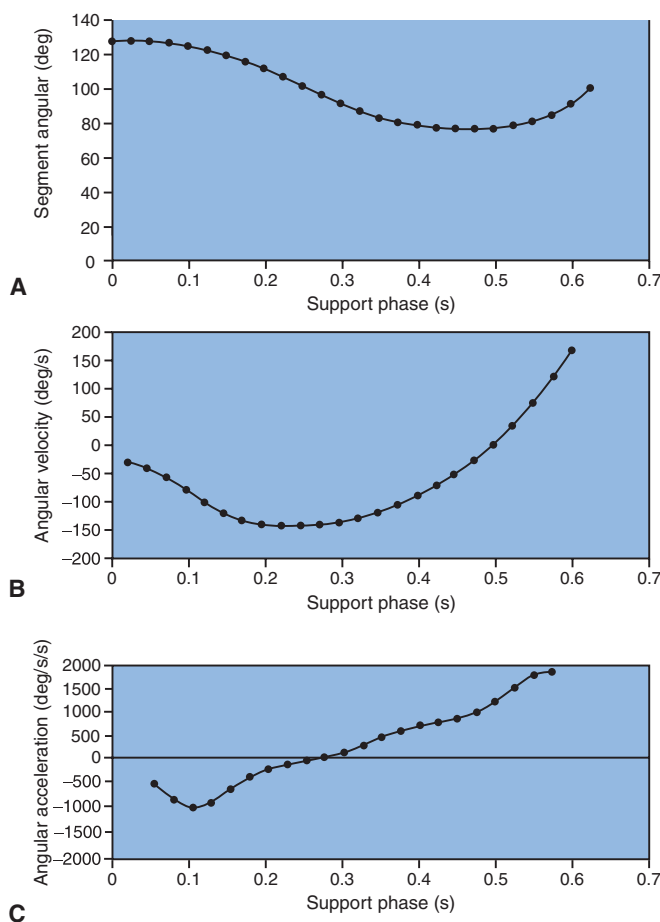 140
120
100
80
60
40
20
0
Segment angular (deg)
0 0.1 0.2 0.3 0.4 0.5 0.6 0.7
Support phase (s)
A
200
150
100
50
0
–50
–100
–150
–200
Angular velocity (deg/s)
0 0.1 0.2 0.3 0.4 0.5 0.6 0.7
Support phase (s)
B
2000
1500
1000
500
0
–500
–1000
–1500
–2000
Angular acceleration (deg/s/s)
0 0.1 0.2 0.3 0.4 0.5 0.6 0.7
Support phase (s)
C